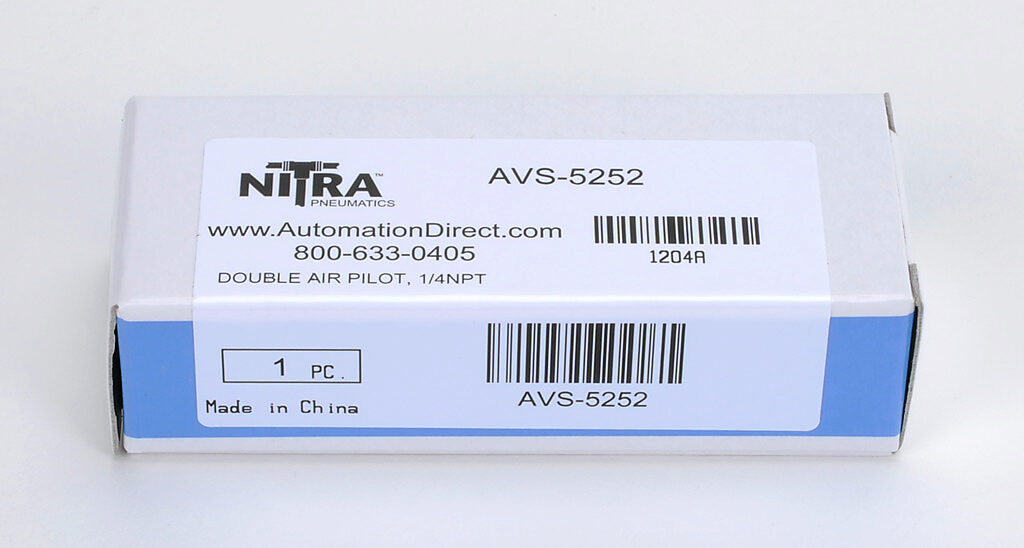 NITRA™
PNEUMATICS
AVS-5252
www.AutomationDirect.com
800-633-0405
1204A
DOUBLE AIR PILOT, 1/4NPT
1 PC.
AVS-5252
Made in China